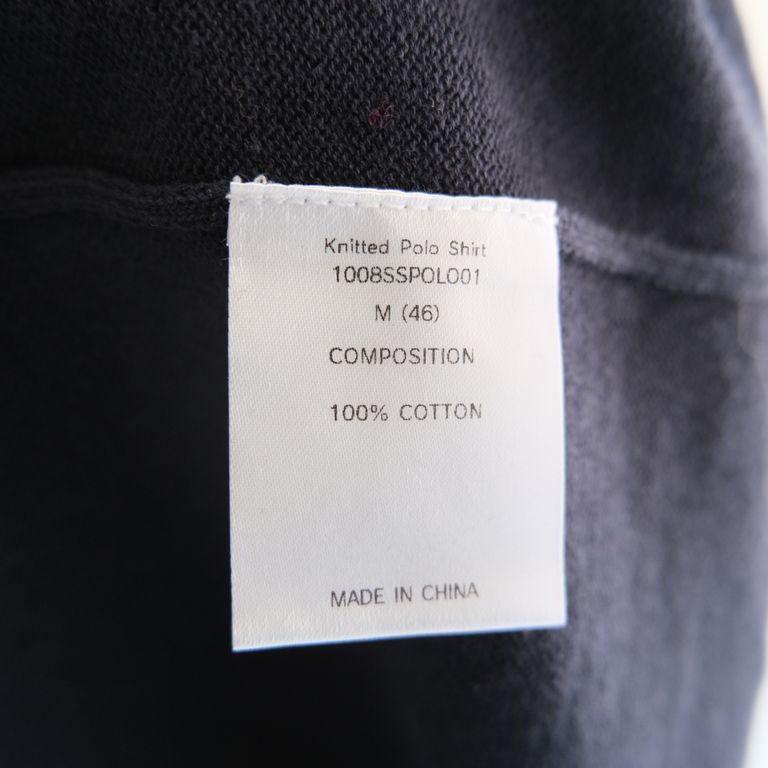 Knitted Polo Shirt
1008SSPOLO01
M (46)
COMPOSITION
100% COTTON
MADE IN CHINA